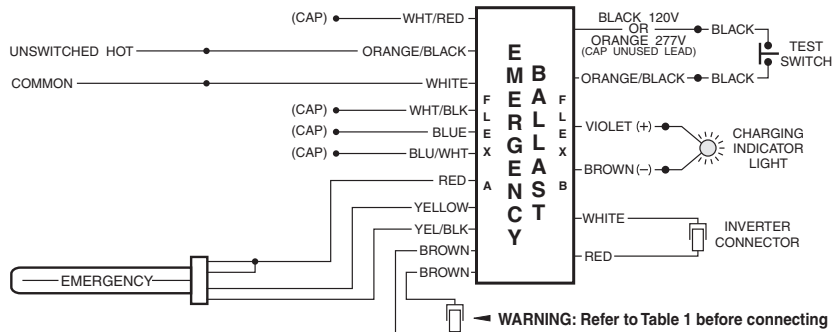 (CAP) WHT/RED
UNSWITCHED HOT ORANGE/BLACK
COMMON WHITE
(CAP) WHT/BLK
(CAP) BLUE
(CAP) BLU/WHT
RED
YELLOW
YEL/BLK
BROWN
BROWN
EMERGENCY
FLEX A
EMERGENCY
BALLAST
FLEX B
BLACK 120V
OR
ORANGE 277V
(CAP UNUSED LEAD)
BLACK
TEST
SWITCH
ORANGE/BLACK BLACK
VIOLET (+)
CHARGING
INDICATOR
LIGHT
BROWN (–)
WHITE
INVERTER
CONNECTOR
RED
WARNING: Refer to Table 1 before connecting